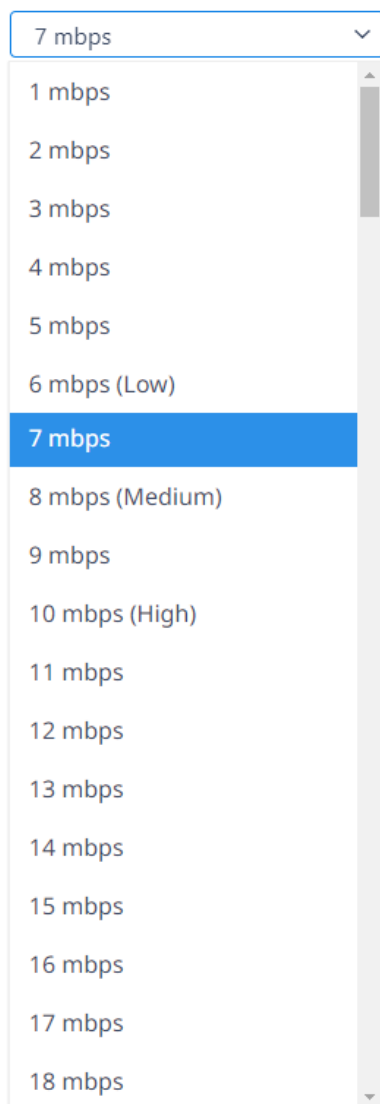 7 mbps
1 mbps
2 mbps
3 mbps
4 mbps
5 mbps
6 mbps (Low)
7 mbps
8 mbps (Medium)
9 mbps
10 mbps (High)
11 mbps
12 mbps
13 mbps
14 mbps
15 mbps
16 mbps
17 mbps
18 mbps